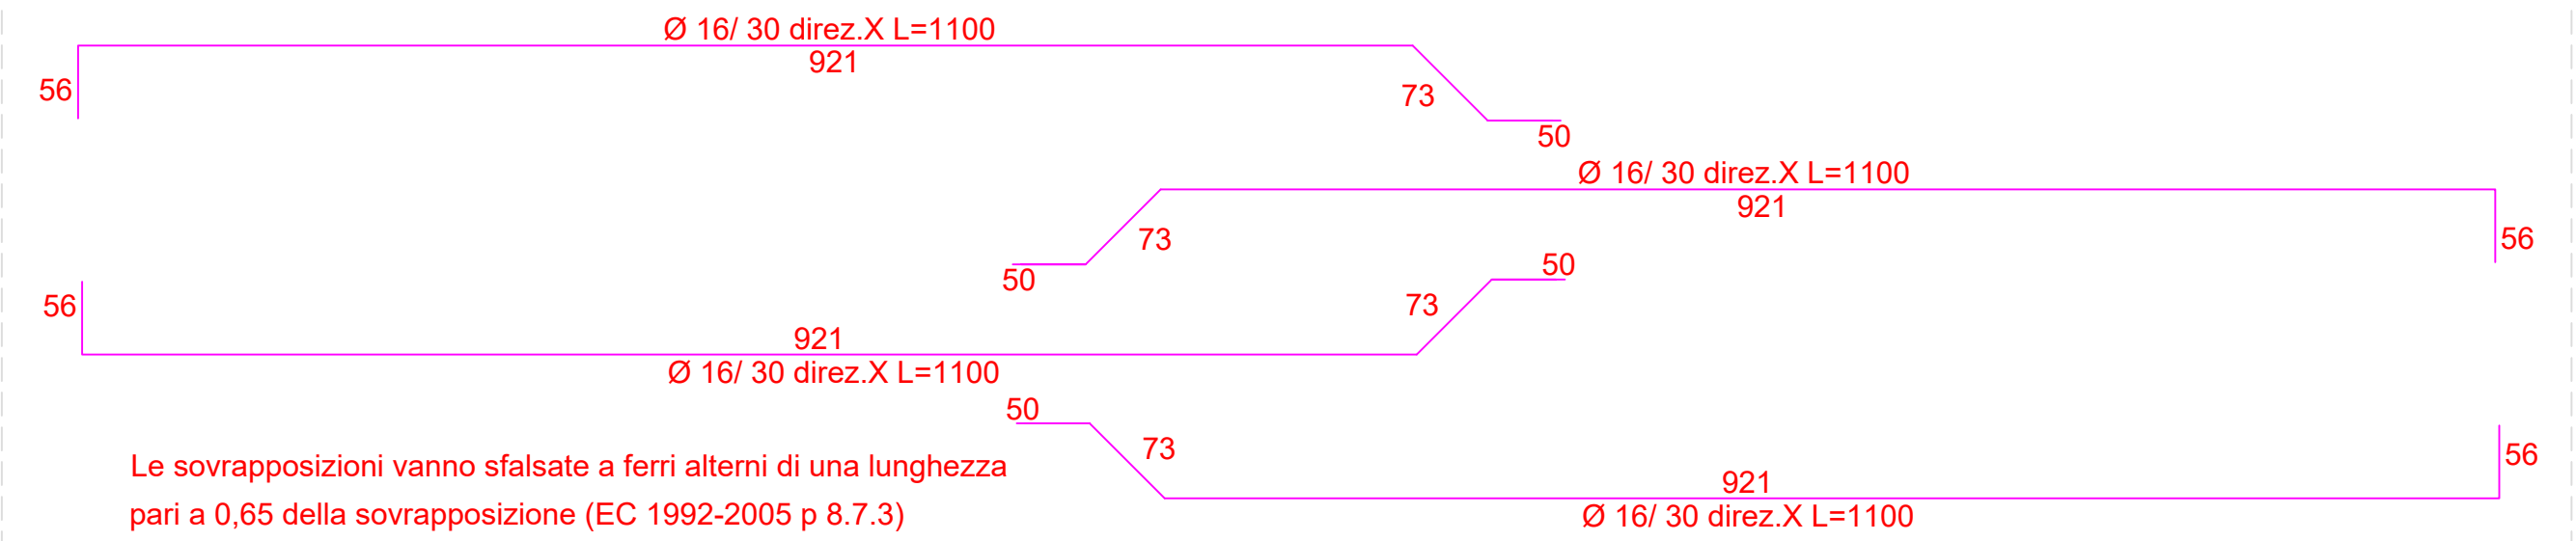 Ø 16/ 30 direz.X L=1100
921
56
73
50
Ø 16/ 30 direz.X L=1100
921
73
56
50
50
56
73
921
Ø 16/ 30 direz.X L=1100
50
73
56
Le sovrapposizioni vanno sfalsate a ferri alterni di una lunghezza
921
pari a 0,65 della sovrapposizione (EC 1992-2005 p 8.7.3)
Ø 16/ 30 direz.X L=1100